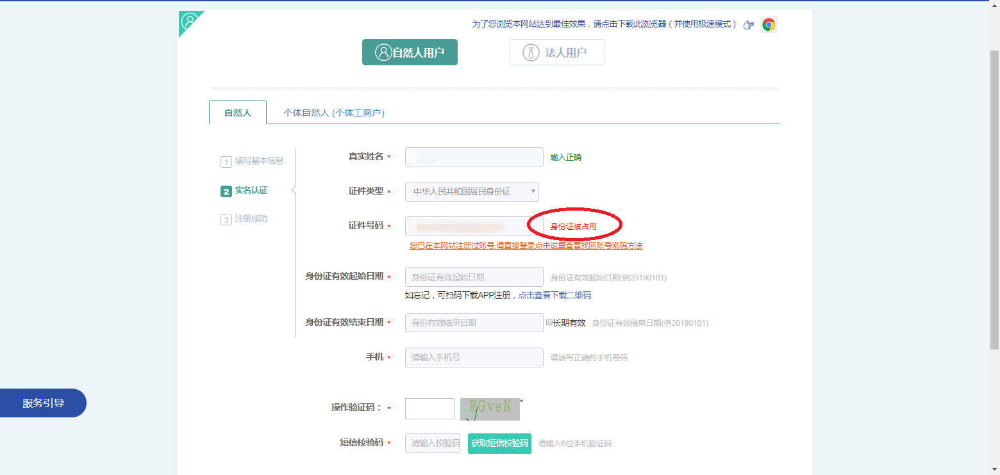 为了您浏览本网站达到最佳效果，请点击下载此浏览器（并使用极速模式）
自然人用户
法人用户
自然人
个体自然人 (个体工商户)
1 填写基本信息
2 实名认证
3 注册成功
真实姓名 * 输入正确
证件类型 * 中华人民共和国居民身份证
证件号码 * 身份证被占用
您已在本网站注册过账号,请直接登录点击这里查看找回账号密码方法
身份证有效起始日期 * 身份证有效起始日期 身份证有效起始日期(例20190101)
如忘记，可扫码下载APP注册，点击查看下载二维码
身份证有效结束日期 * 身份有效结束日期 长期有效 身份证有效结束日期(例20190101)
手机 * 请输入手机号 请填写正确的手机号码
服务引导
操作验证码： * WGveN *
短信校验码 * 请输入校验码 获取短信校验码 请输入6位手机验证码